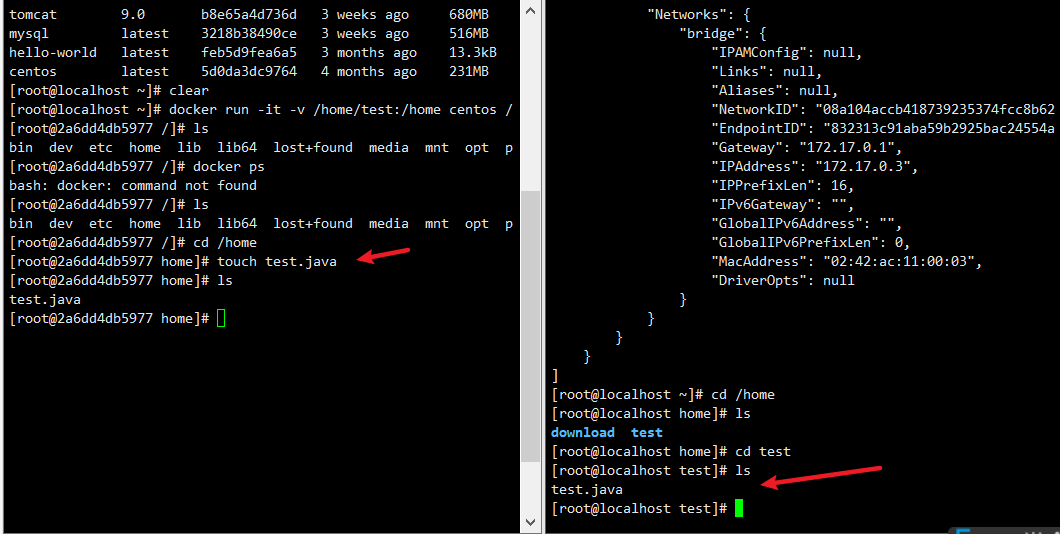 tomcat 9.0 b8e65a4d736d 3 weeks ago 680MB
mysql latest 3218b38490ce 3 weeks ago 516MB
hello-world latest feb5d9fea6a5 3 months ago 13.3kB
centos latest 5d0da3dc9764 4 months ago 231MB
[root@localhost ~]# clear
[root@localhost ~]# docker run -it -v /home/test:/home centos /
[root@2a6dd4db5977 /]# ls
bin dev etc home lib lib64 lost+found media mnt opt p
[root@2a6dd4db5977 /]# docker ps
bash: docker: command not found
[root@2a6dd4db5977 /]# ls
bin dev etc home lib lib64 lost+found media mnt opt p
[root@2a6dd4db5977 /]# cd /home
[root@2a6dd4db5977 home]# touch test.java
[root@2a6dd4db5977 home]# ls
test.java
[root@2a6dd4db5977 home]#
"Networks": {
"bridge": {
"IPAMConfig": null,
"Links": null,
"Aliases": null,
"NetworkID": "08a104accb418739235374fcc8b62
"EndpointID": "832313c91aba59b2925bac24554a
"Gateway": "172.17.0.1",
"IPAddress": "172.17.0.3",
"IPPrefixLen": 16,
"IPv6Gateway": "",
"GlobalIPv6Address": "",
"GlobalIPv6PrefixLen": 0,
"MacAddress": "02:42:ac:11:00:03",
"DriverOpts": null
}
}
}
}
]
[root@localhost ~]# cd /home
[root@localhost home]# ls
download test
[root@localhost home]# cd test
[root@localhost test]# ls
test.java
[root@localhost test]#